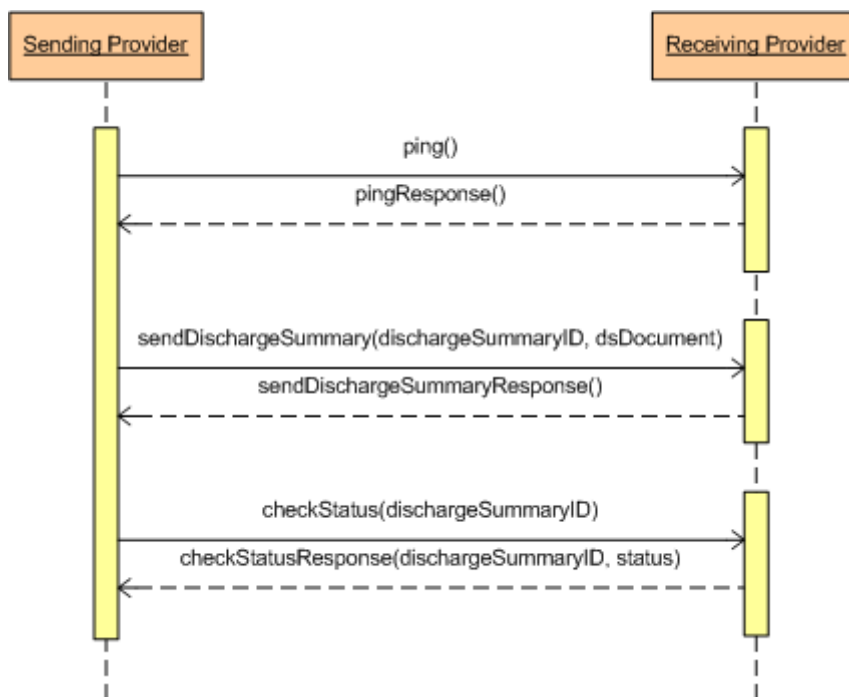 Sending Provider
Receiving Provider
ping()
pingResponse()
sendDischargeSummary(dischargeSummaryID, dsDocument)
sendDischargeSummaryResponse()
checkStatus(dischargeSummaryID)
checkStatusResponse(dischargeSummaryID, status)